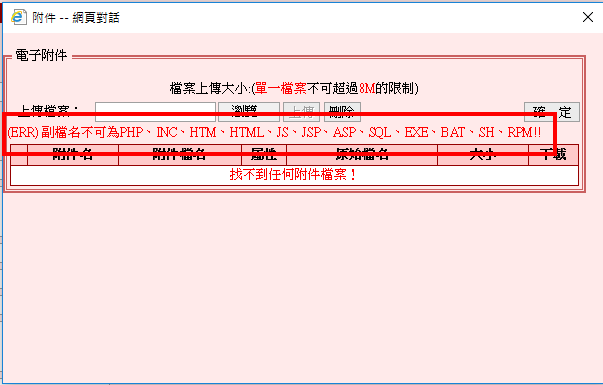 附件 -- 網頁對話
電子附件
檔案上傳大小:(單一檔案不可超過8M的限制)
上傳檔案： 瀏覽... 上傳 刪除 確 定
(ERR) 副檔名不可為PHP、INC、HTM、HTML、JS、JSP、ASP、SQL、EXE、BAT、SH、RPM!!
附件名 附件檔名 屬性 原始檔名 大小 下載
找不到任何附件檔案！